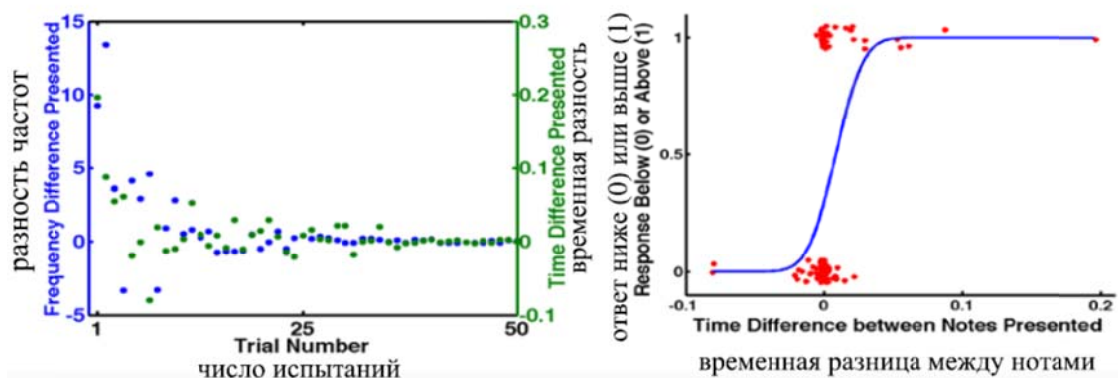 разность частот
Frequency Difference Presented
15
10
5
0
-5
1
25
50
Trial Number
число испытаний
0.3
0.2
0.1
0
-0.1
Time Difference Presented
временная разность
ответ ниже (0) или выше (1)
Response Below (0) or Above (1)
1
0.5
0
-0.1
0
0.1
0.2
Time Difference between Notes Presented
временная разница между нотами